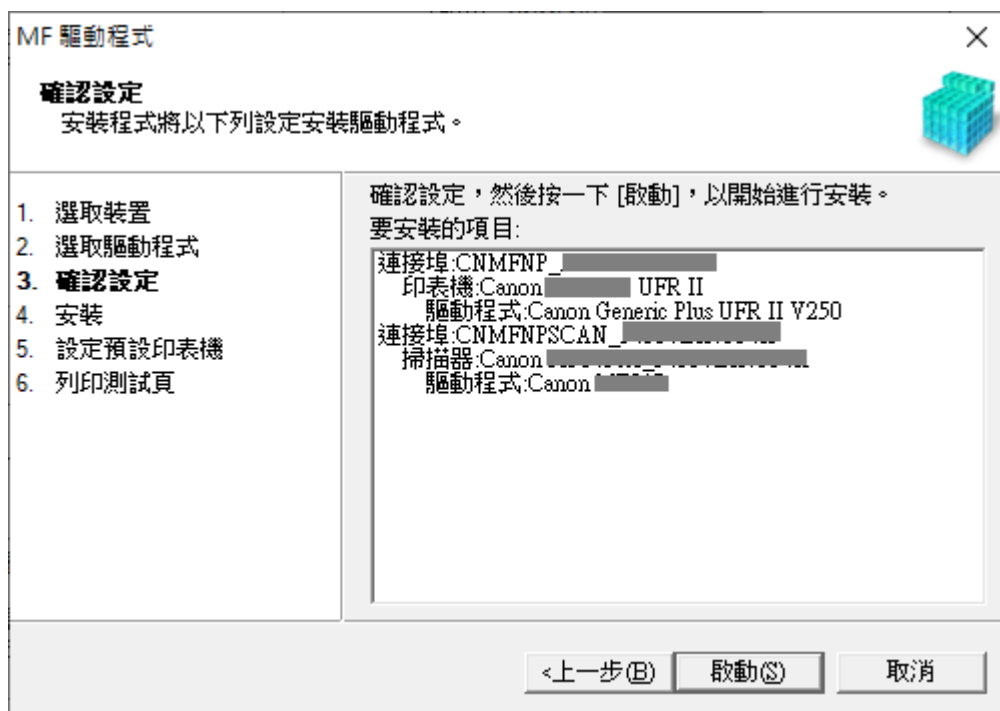 MF 驅動程式
確認設定
安裝程式將以下列設定安裝驅動程式。
1. 選取裝置
2. 選取驅動程式
3. 確認設定
4. 安裝
5. 設定預設印表機
6. 列印測試頁
確認設定，然後按一下 [啟動]，以開始進行安裝。
要安裝的項目:
連接埠:CNMFNP_
印表機:Canon UFR II
驅動程式:Canon Generic Plus UFR II V250
連接埠:CNMFNPSCAN_
掃描器:Canon
驅動程式:Canon
<上一步(B)
啟動(S)
取消